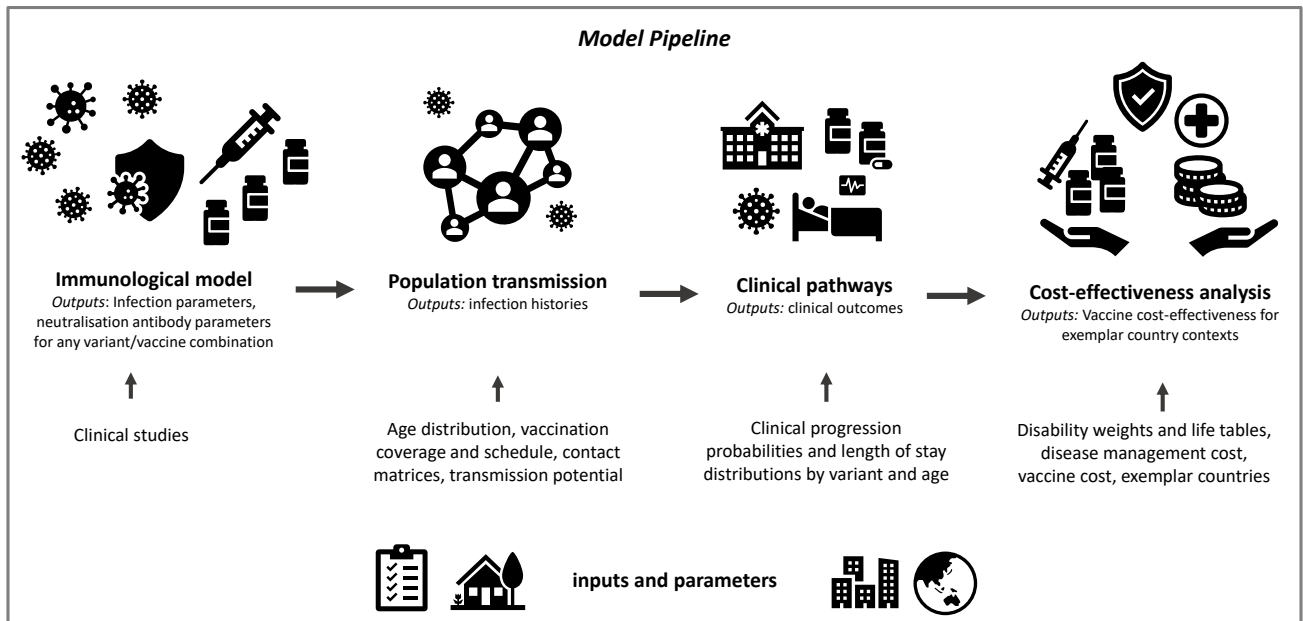 Model Pipeline
Immunological model
Outputs: Infection parameters,
neutralisation antibody parameters
for any variant/vaccine combination
Population transmission
Outputs: infection histories
Clinical pathways
Outputs: clinical outcomes
Cost-effectiveness analysis
Outputs: Vaccine cost-effectiveness for
exemplar country contexts
Clinical studies
Age distribution, vaccination
coverage and schedule, contact
matrices, transmission potential
Clinical progression
probabilities and length of stay
distributions by variant and age
Disability weights and life tables,
disease management cost,
vaccine cost, exemplar countries
inputs and parameters